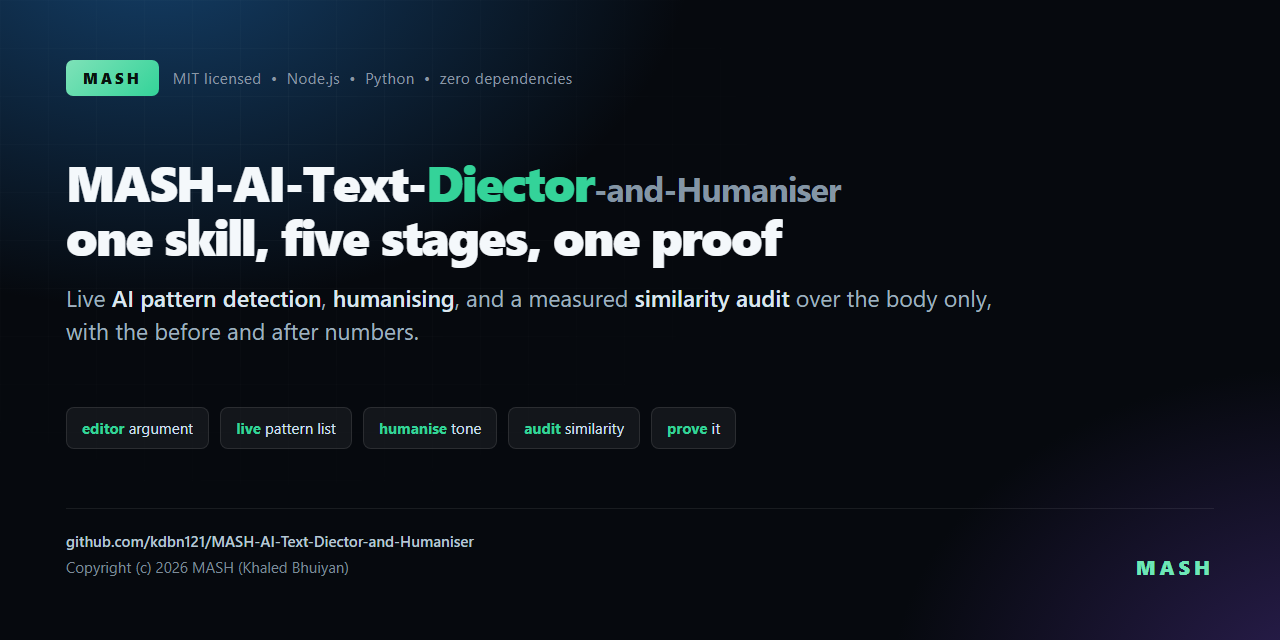 MASH MIT licensed • Node.js • Python • zero dependencies
MASH-AI-Text-Diector-and-Humaniser
one skill, five stages, one proof
Live AI pattern detection, humanising, and a measured similarity audit over the body only,
with the before and after numbers.
editor argument live pattern list humanise tone audit similarity prove it
github.com/kdbn121/MASH-AI-Text-Diector-and-Humaniser
Copyright (c) 2026 MASH (Khaled Bhuiyan)
MASH